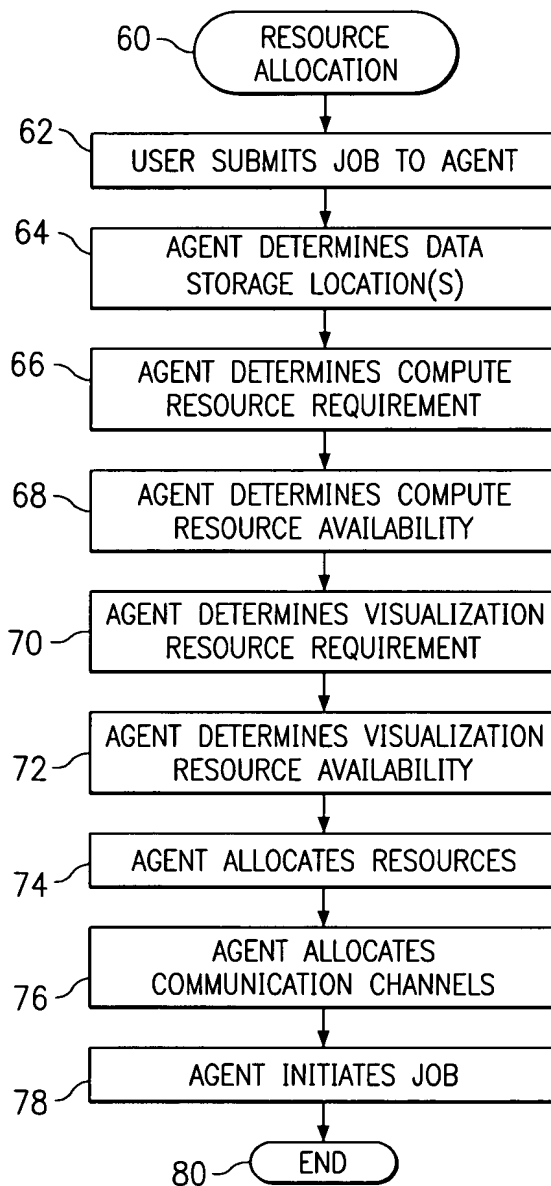 60
RESOURCE
ALLOCATION
62
USER SUBMITS JOB TO AGENT
64
AGENT DETERMINES DATA
STORAGE LOCATION(S)
66
AGENT DETERMINES COMPUTE
RESOURCE REQUIREMENT
68
AGENT DETERMINES COMPUTE
RESOURCE AVAILABILITY
70
AGENT DETERMINES VISUALIZATION
RESOURCE REQUIREMENT
72
AGENT DETERMINES VISUALIZATION
RESOURCE AVAILABILITY
74
AGENT ALLOCATES RESOURCES
76
AGENT ALLOCATES
COMMUNICATION CHANNELS
78
AGENT INITIATES JOB
80
END